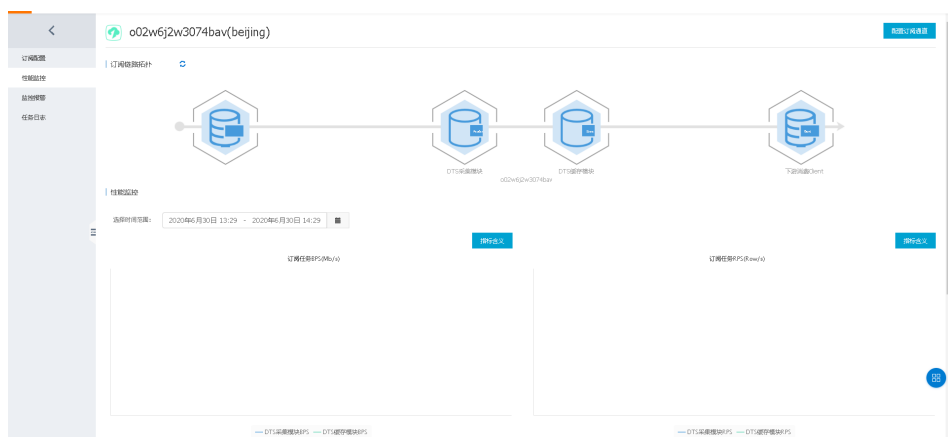 o02w6j2w3074bav(beijing)
配置订阅通道
订阅配置
性能监控
监控报警
任务日志
订阅链路拓扑
DTS采集模块
DTS缓存模块
下游消费Client
o02w6j2w3074bav
性能监控
选择时间范围:
2020年6月30日 13:29 - 2020年6月30日 14:29
指标含义
指标含义
订阅任务BPS(Mb/s)
订阅任务RPS(Row/s)
DTS采集模块BPS
DTS缓存模块BPS
DTS采集模块RPS
DTS缓存模块RPS